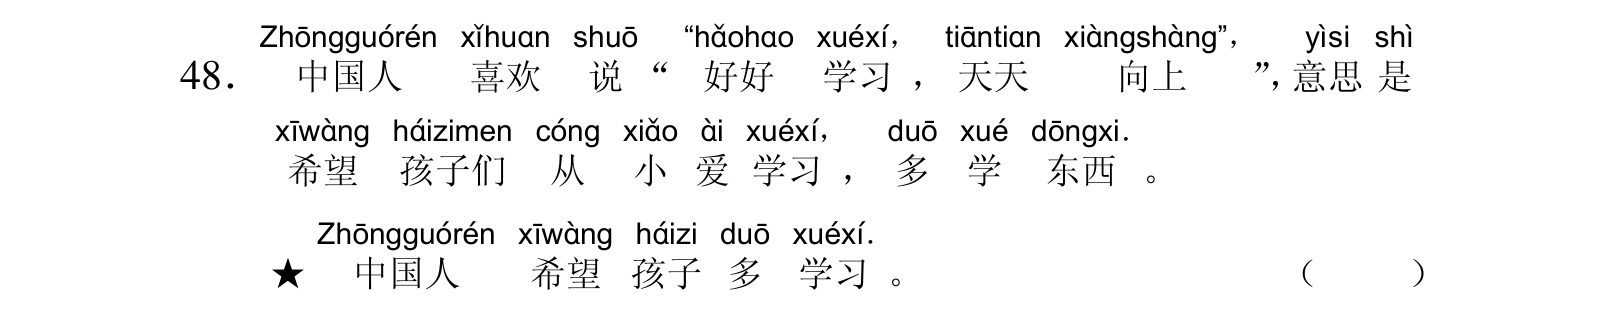 Zhōngguórén xǐhuan shuō “hǎohao xuéxí, tiāntian xiàngshàng”, yìsi shì
48. 中国人 喜欢 说 “ 好好 学习 ， 天天 向上 ”，意思 是
xīwàng háizimen cóng xiǎo ài xuéxí, duō xué dōngxi.
希望 孩子们 从 小 爱 学习 ， 多 学 东西 。
Zhōngguórén xīwàng háizi duō xuéxí.
★ 中国人 希望 孩子 多 学习 。 （ ）